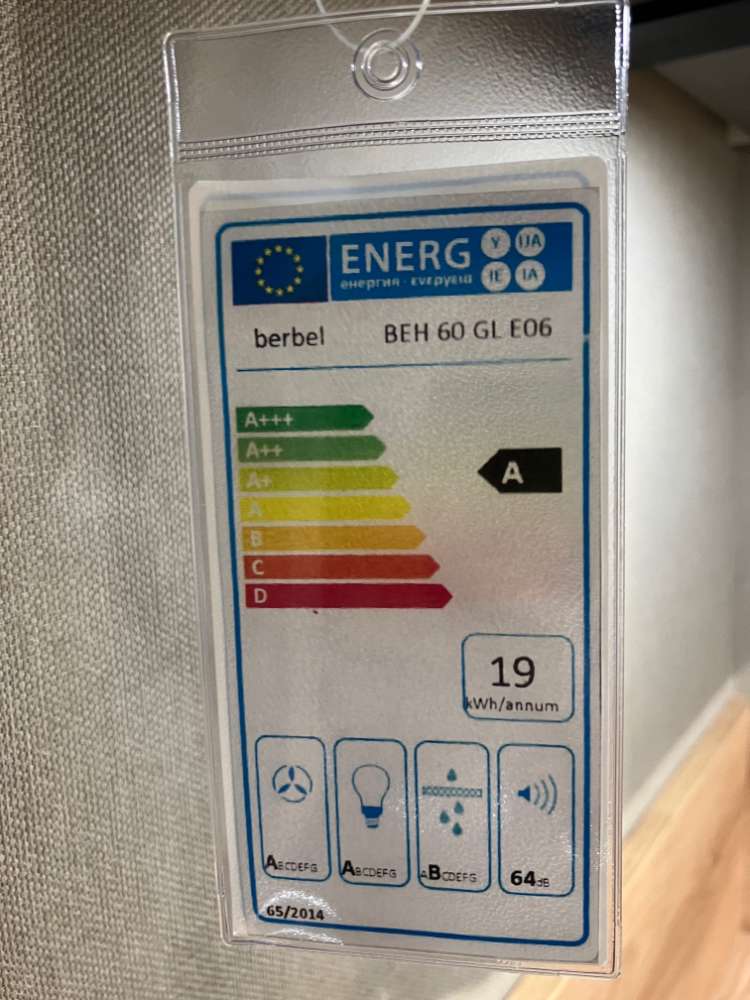 ENERG Y IJA
енергия · ενεργεια IE IA
berbel BEH 60 GL E06
A+++
A++
A+
A
A
B
C
D
19
kWh/annum
ABCDEFG ABCDEFG ABCDEFG 64dB
65/2014